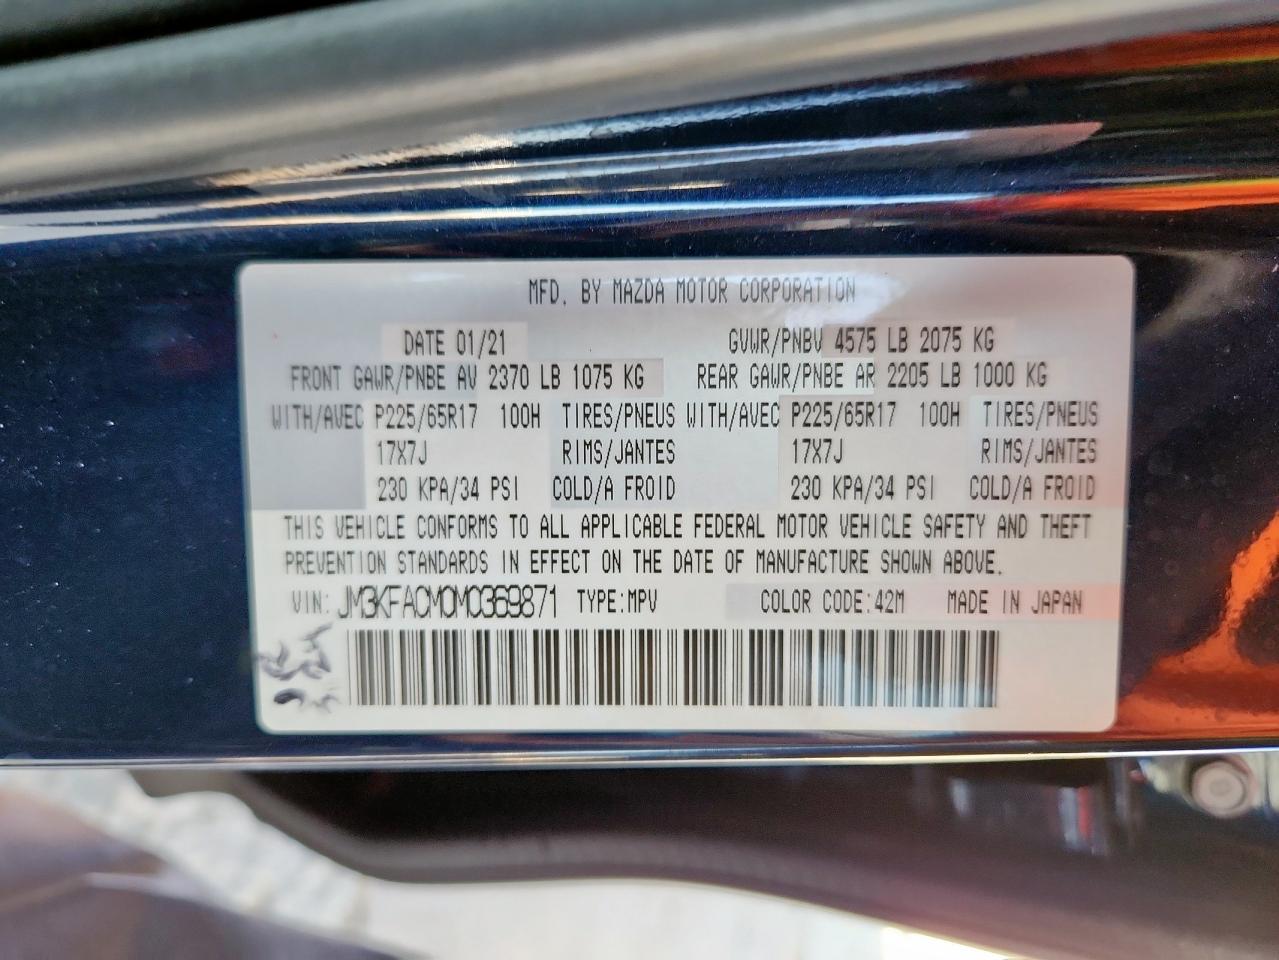 MFD. BY MAZDA MOTOR CORPORATION
DATE 01/21 GVWR/PNBV 4575 LB 2075 KG
FRONT GAWR/PNBE AV 2370 LB 1075 KG REAR GAWR/PNBE AR 2205 LB 1000 KG
WITH/AVEC P225/65R17 100H TIRES/PNEUS WITH/AVEC P225/65R17 100H TIRES/PNEUS
17X7J RIMS/JANTES 17X7J RIMS/JANTES
230 KPA/34 PSI COLD/A FROID 230 KPA/34 PSI COLD/A FROID
THIS VEHICLE CONFORMS TO ALL APPLICABLE FEDERAL MOTOR VEHICLE SAFETY AND THEFT
PREVENTION STANDARDS IN EFFECT ON THE DATE OF MANUFACTURE SHOWN ABOVE.
VIN: JM3KFACM0M0369871 TYPE:MPV COLOR CODE:42M MADE IN JAPAN